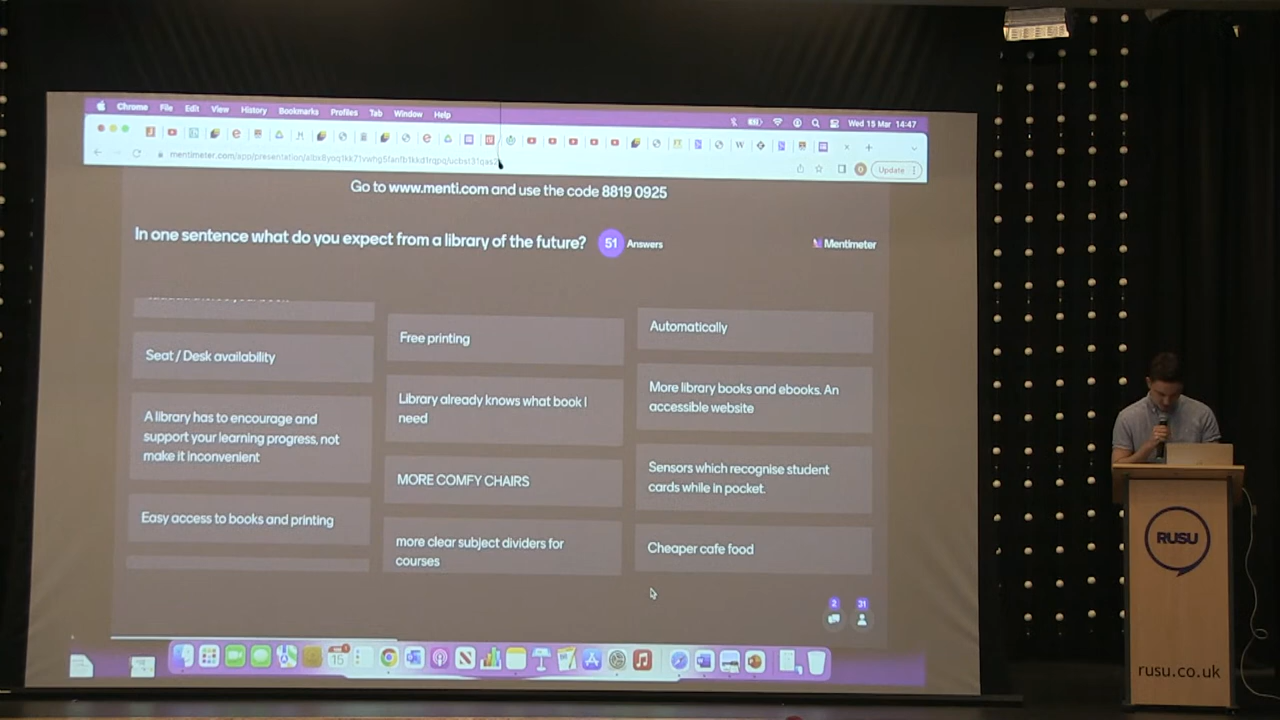 Chrome File Edit View History Bookmarks Profiles Tab Window Help
Wed 15 Mar 14:47
Update
Go to www.menti.com and use the code 8819 0925
In one sentence what do you expect from a library of the future?
51 Answers
Mentimeter
Seat / Desk availability
A library has to encourage and
support your learning progress, not
make it inconvenient
Easy access to books and printing
Free printing
Library already knows what book I
need
MORE COMFY CHAIRS
more clear subject dividers for
courses
Automatically
More library books and ebooks. An
accessible website
Sensors which recognise student
cards while in pocket.
Cheaper cafe food
2
31
15
RUSU
rusu.co.uk